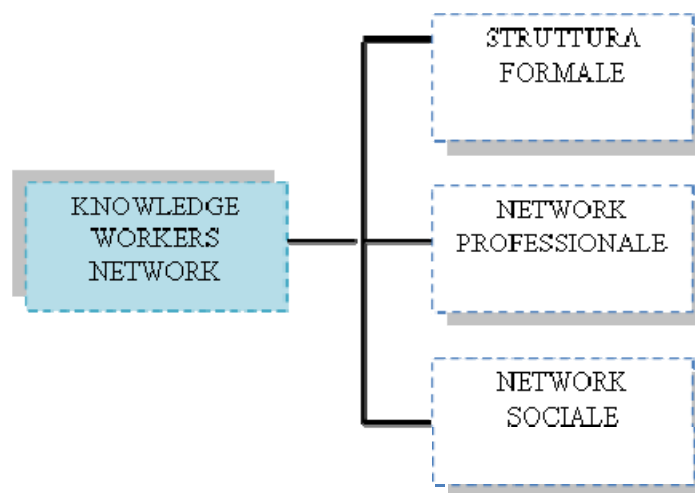 STRUTTURA
FORMALE
KNOWLEDGE
WORKERS
NETWORK
NETWORK
PROFESSIONALE
NETWORK
SOCIALE